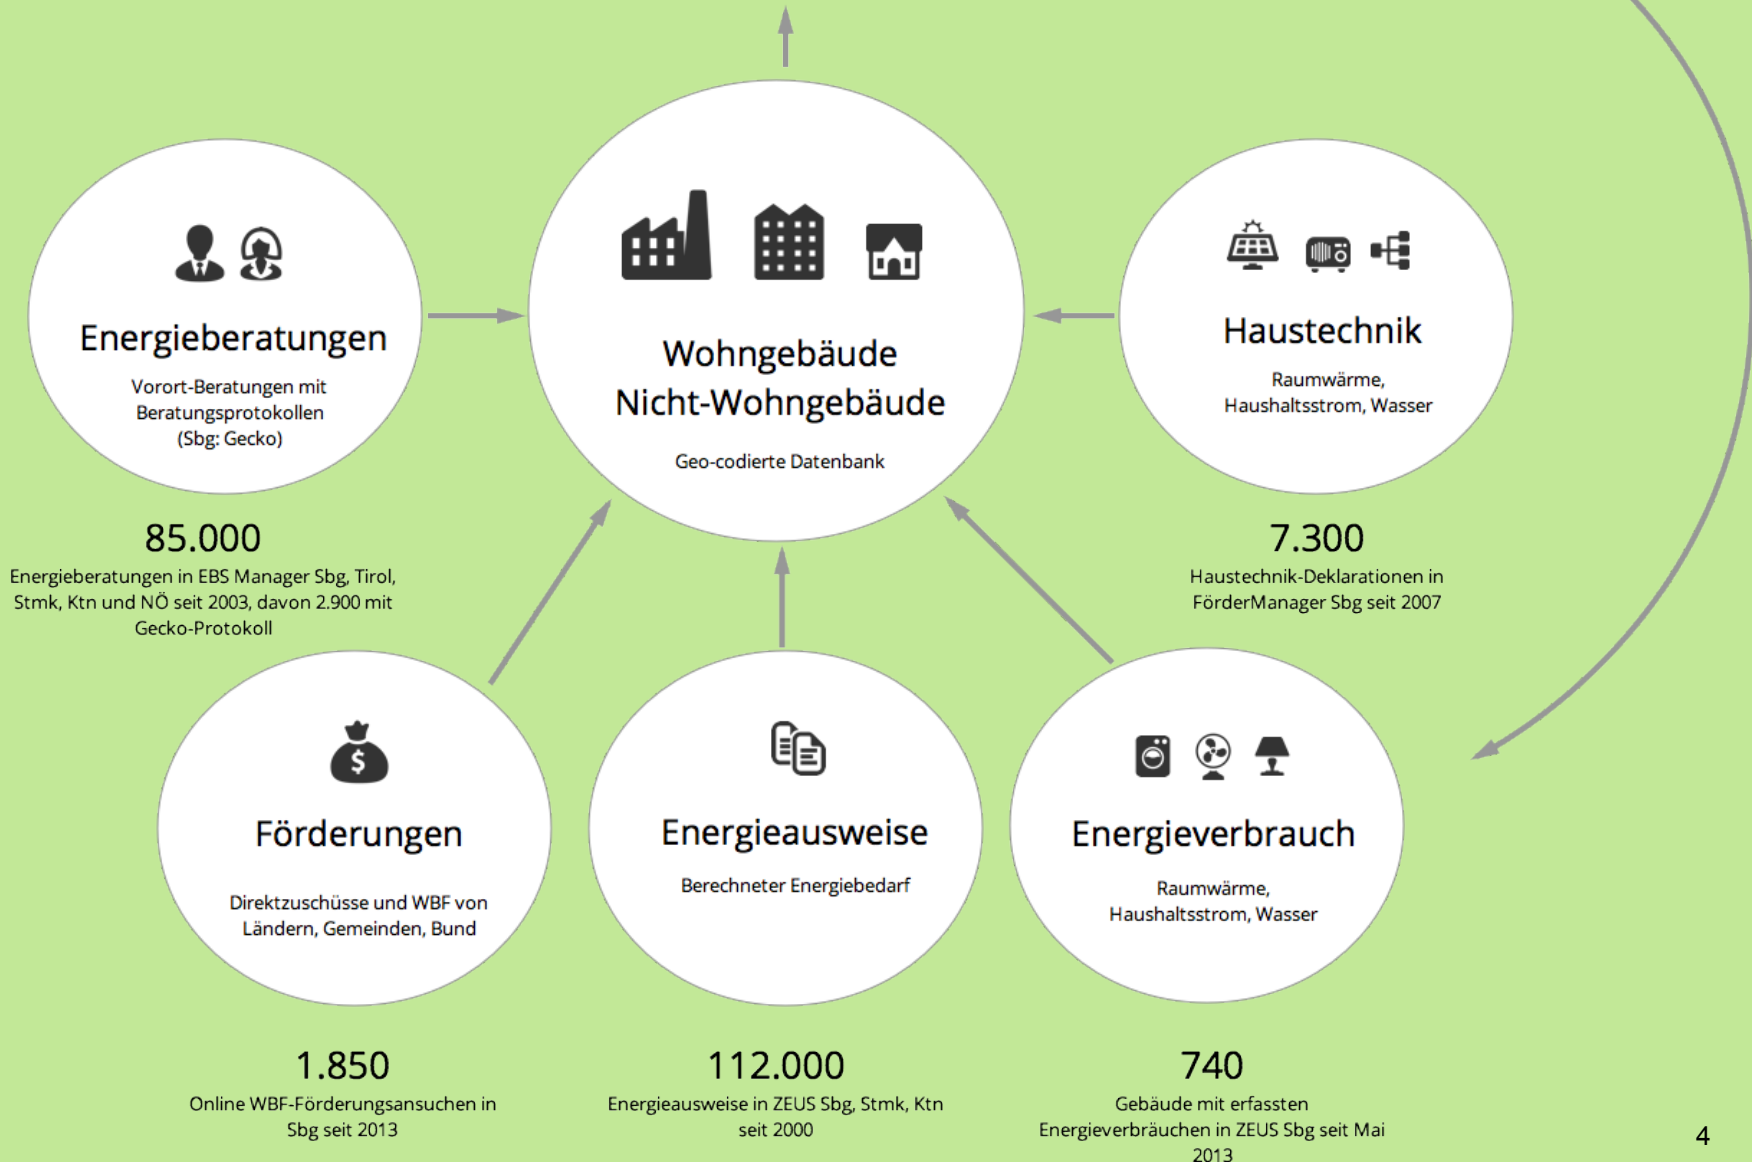 Energieberatungen
Vorort-Beratungen mit
Beratungsprotokollen
(Sbg: Gecko)
85.000
Energieberatungen in EBS Manager Sbg, Tirol,
Stmk, Ktn und NÖ seit 2003, davon 2.900 mit
Gecko-Protokoll
Wohngebäude
Nicht-Wohngebäude
Geo-codierte Datenbank
Haustechnik
Raumwärme,
Haushaltsstrom, Wasser
7.300
Haustechnik-Deklarationen in
FörderManager Sbg seit 2007
$
Förderungen
Direktzuschüsse und WBF von
Ländern, Gemeinden, Bund
1.850
Online WBF-Förderungsansuchen in
Sbg seit 2013
Energieausweise
Berechneter Energiebedarf
112.000
Energieausweise in ZEUS Sbg, Stmk, Ktn
seit 2000
Energieverbrauch
Raumwärme,
Haushaltsstrom, Wasser
740
Gebäude mit erfassten
Energieverbräuchen in ZEUS Sbg seit Mai
2013
4